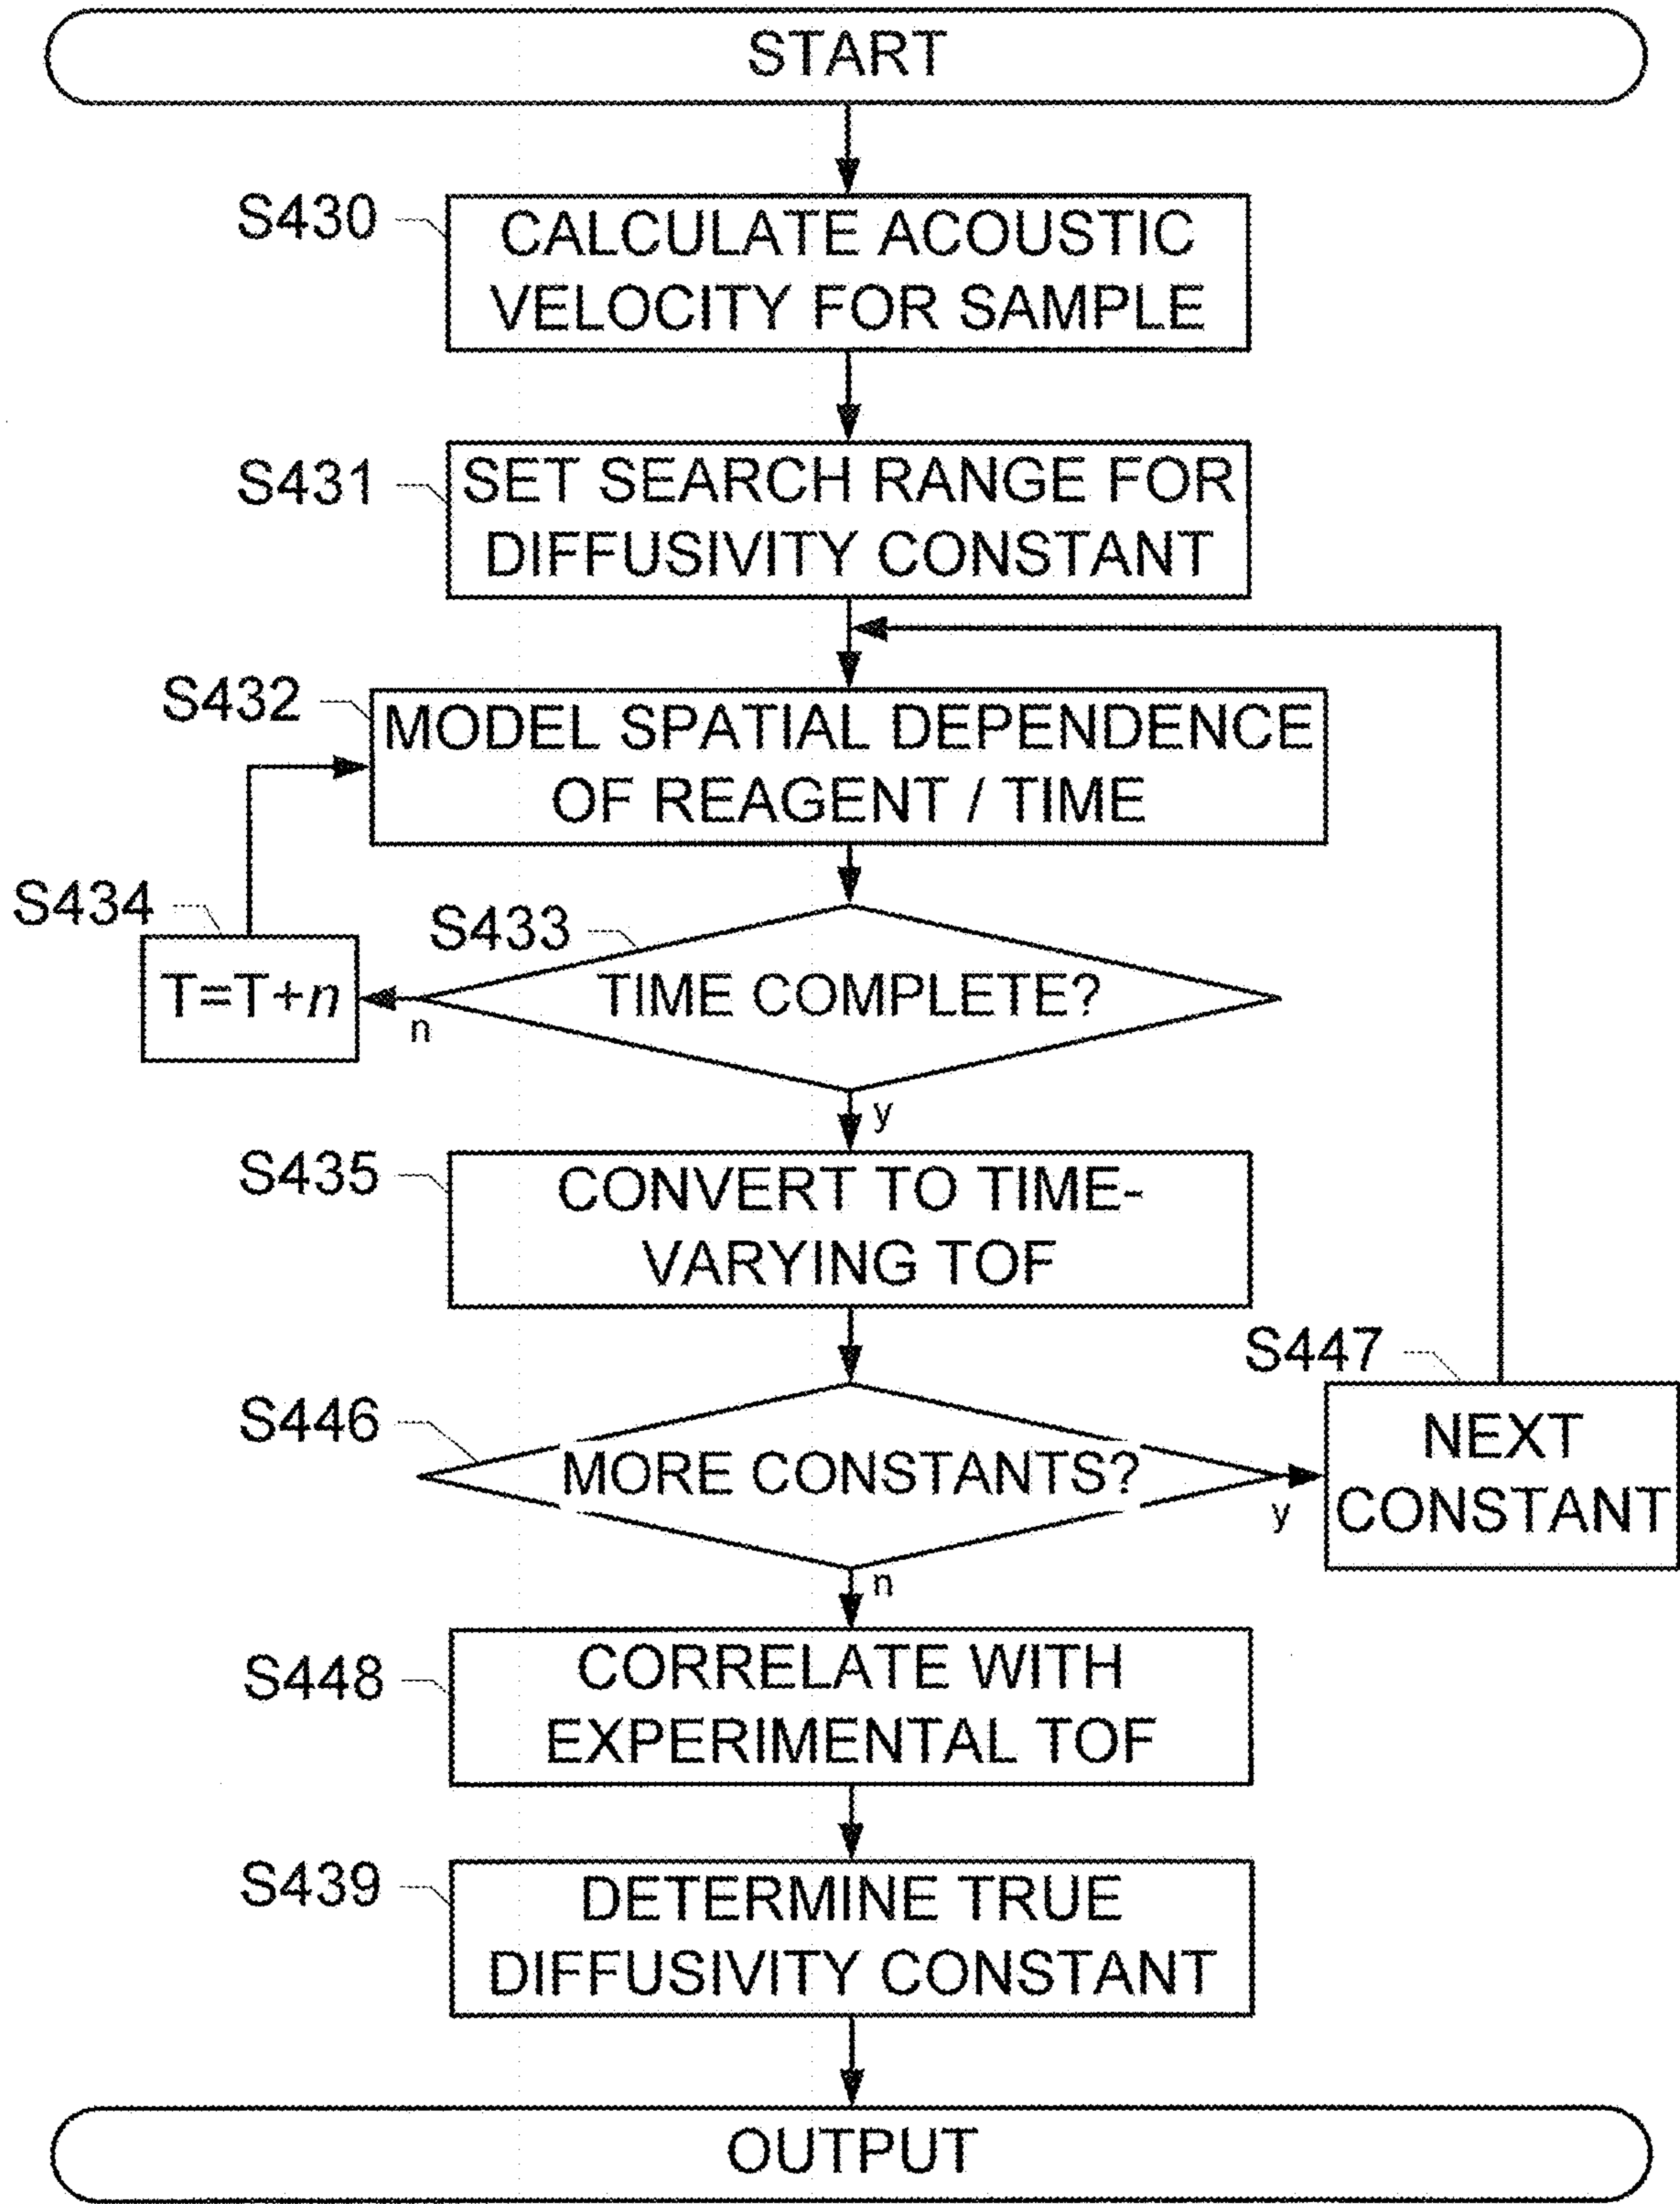 START
S430
CALCULATE ACOUSTIC
VELOCITY FOR SAMPLE
S431
SET SEARCH RANGE FOR
DIFFUSIVITY CONSTANT
S432
MODEL SPATIAL DEPENDENCE
OF REAGENT / TIME
S434
T=T+n
S433
TIME COMPLETE?
n
y
S435
CONVERT TO TIME-
VARYING TOF
S446
MORE CONSTANTS?
y
n
S447
NEXT
CONSTANT
S448
CORRELATE WITH
EXPERIMENTAL TOF
S439
DETERMINE TRUE
DIFFUSIVITY CONSTANT
OUTPUT